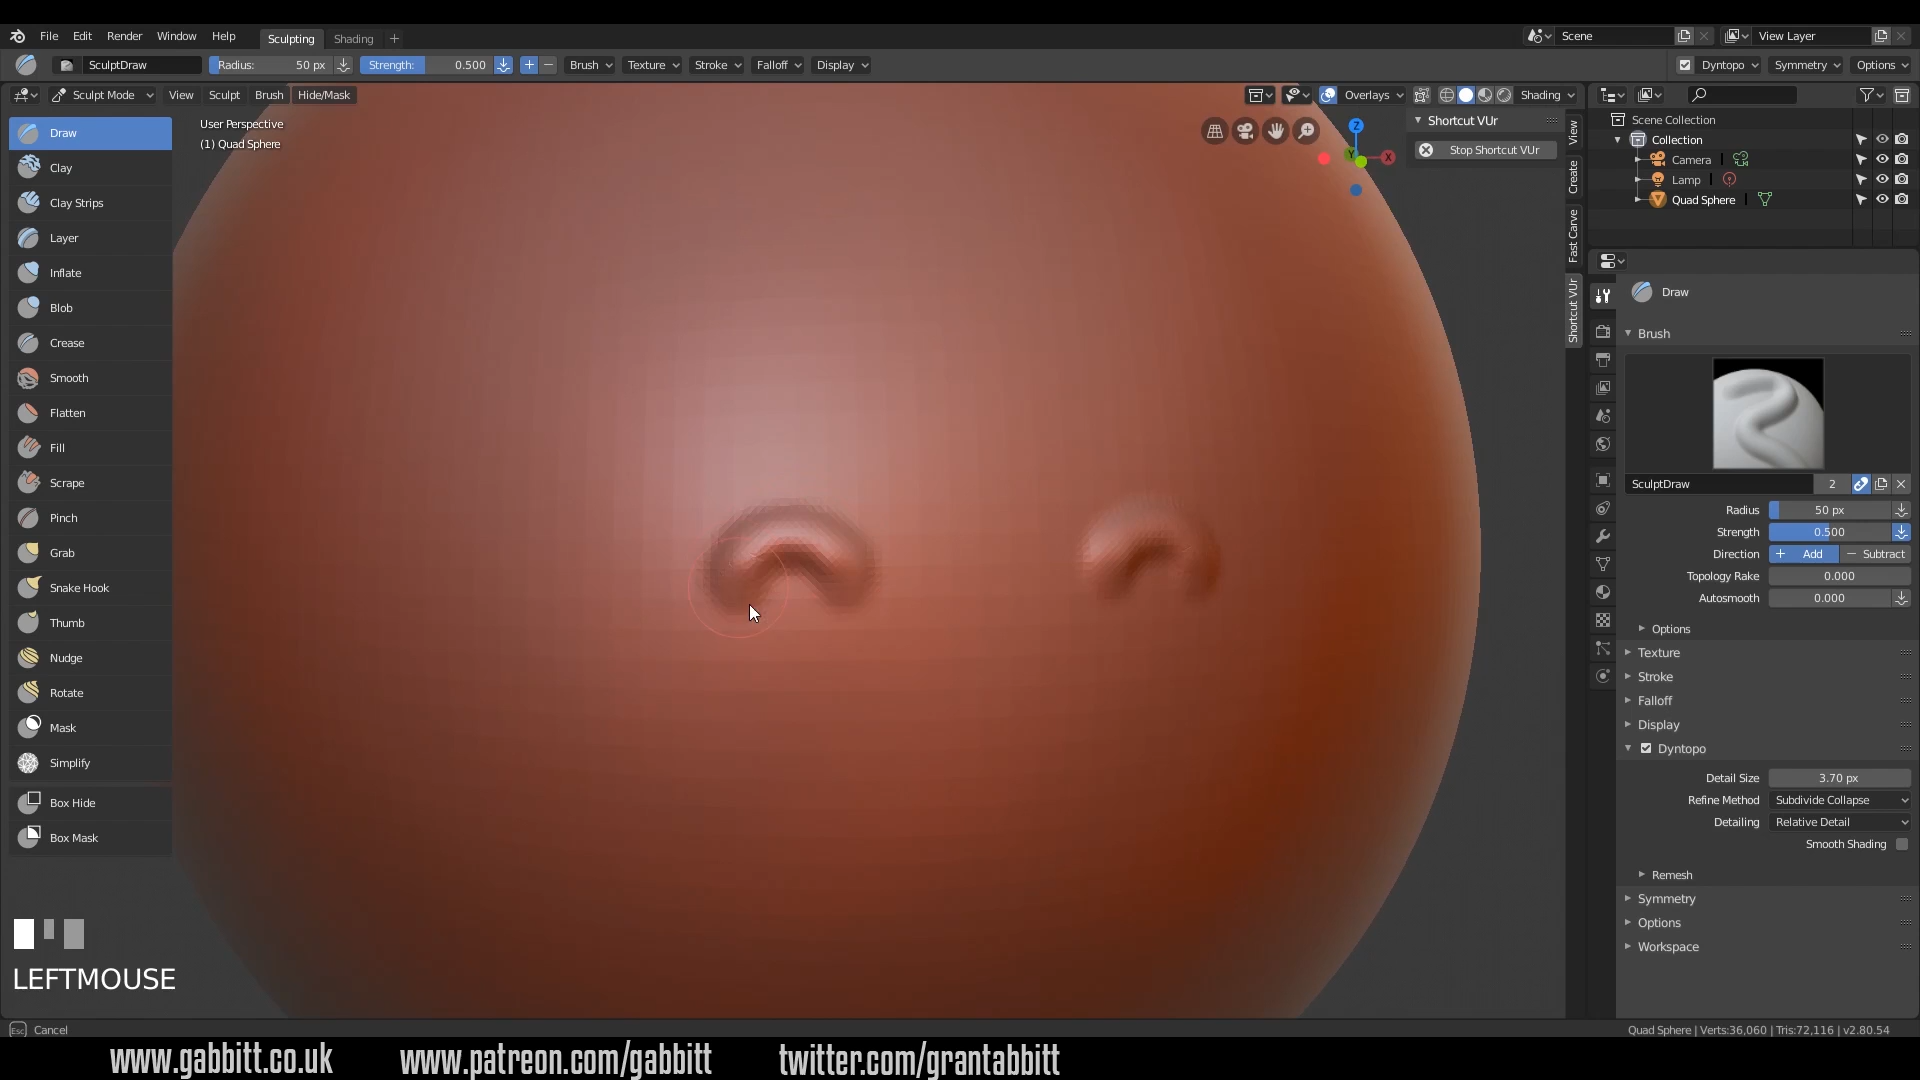 File Edit Render Window Help Sculpting Shading + Scene View Layer
SculptDraw Radius: 50 px Strength: 0.500 Brush Texture Stroke Falloff Display Dyntopo Symmetry Options
Sculpt Mode View Sculpt Brush Hide/Mask Overlays Shading
User Perspective
(1) Quad Sphere
Draw
Clay
Clay Strips
Layer
Inflate
Blob
Crease
Smooth
Flatten
Fill
Scrape
Pinch
Grab
Snake Hook
Thumb
Nudge
Rotate
Mask
Simplify
Box Hide
Box Mask
LEFTMOUSE
Z
Y
X
Shortcut VUr
Stop Shortcut VUr
View
Create
Fast Carve
Shortcut VUr
Scene Collection
Collection
Camera
Lamp
Quad Sphere
Draw
Brush
SculptDraw 2
Radius 50 px
Strength 0.500
Direction + Add − Subtract
Topology Rake 0.000
Autosmooth 0.000
Options
Texture
Stroke
Falloff
Display
Dyntopo
Detail Size 3.70 px
Refine Method Subdivide Collapse
Detailing Relative Detail
Smooth Shading
Remesh
Symmetry
Options
Workspace
Esc Cancel
Quad Sphere | Verts:36,060 | Tris:72,116 | v2.80.54
www.gabbitt.co.uk www.patreon.com/gabbitt twitter.com/grantabbitt